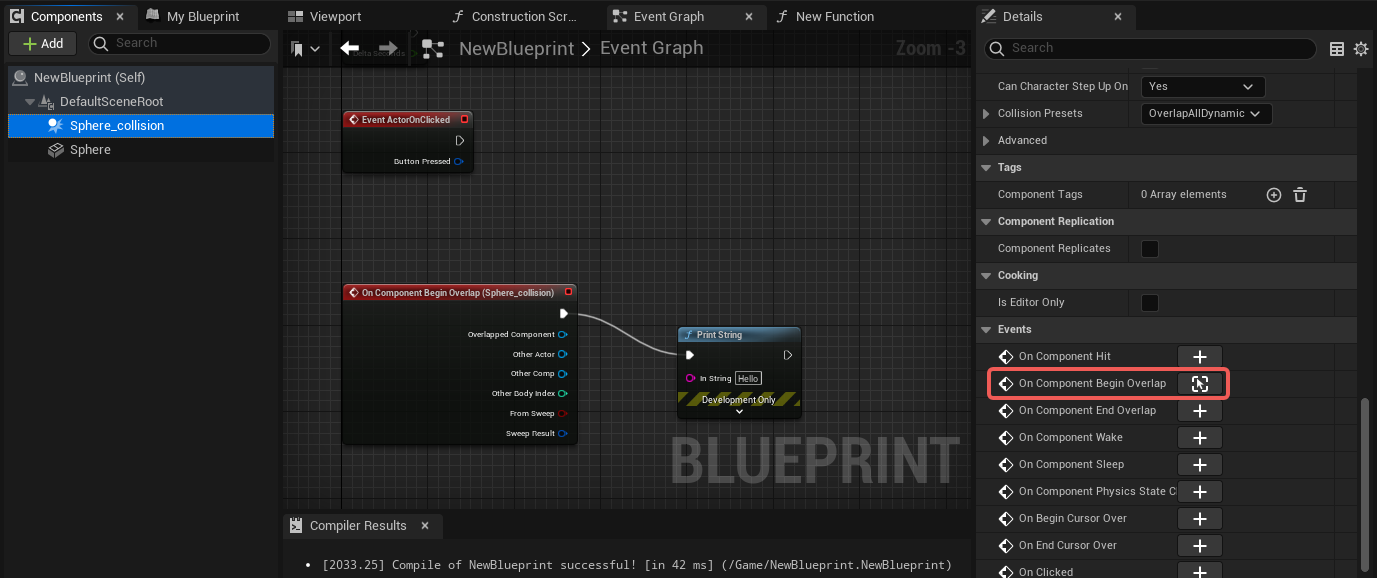 Components
My Blueprint
Viewport
Construction Scr...
Event Graph
New Function
Details
Add
Search
NewBlueprint > Event Graph
Zoom -3
Search
NewBlueprint (Self)
DefaultSceneRoot
Sphere_collision
Sphere
Delta Seconds
Event ActorOnClicked
Button Pressed
On Component Begin Overlap (Sphere_collision)
Overlapped Component
Other Actor
Other Comp
Other Body Index
From Sweep
Sweep Result
Print String
In String Hello
Development Only
BLUEPRINT
Compiler Results
[2033.25] Compile of NewBlueprint successful! [in 42 ms] (/Game/NewBlueprint.NewBlueprint)
Can Character Step Up On Yes
Collision Presets OverlapAllDynamic
Advanced
Tags
Component Tags 0 Array elements
Component Replication
Component Replicates
Cooking
Is Editor Only
Events
On Component Hit
On Component Begin Overlap
On Component End Overlap
On Component Wake
On Component Sleep
On Component Physics State C
On Begin Cursor Over
On End Cursor Over
On Clicked